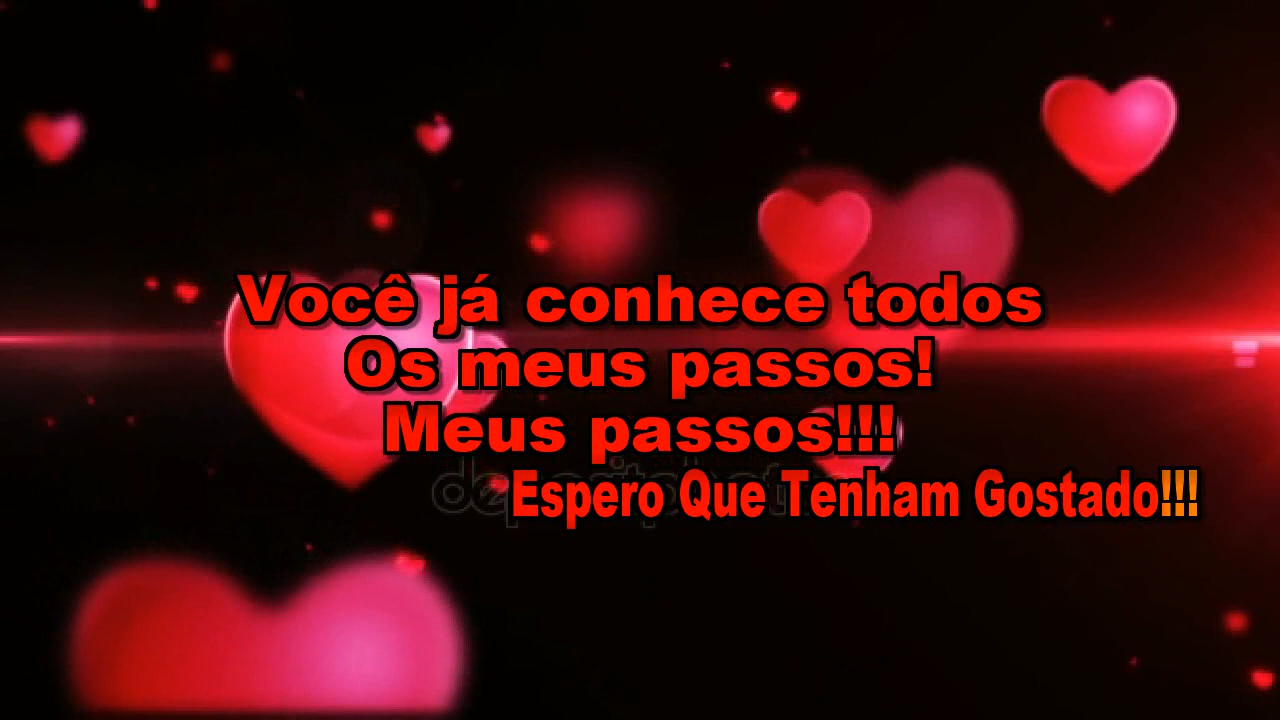 Você já conhece todos
Os meus passos!
Meus passos!!!
Espero Que Tenham Gostado!!!